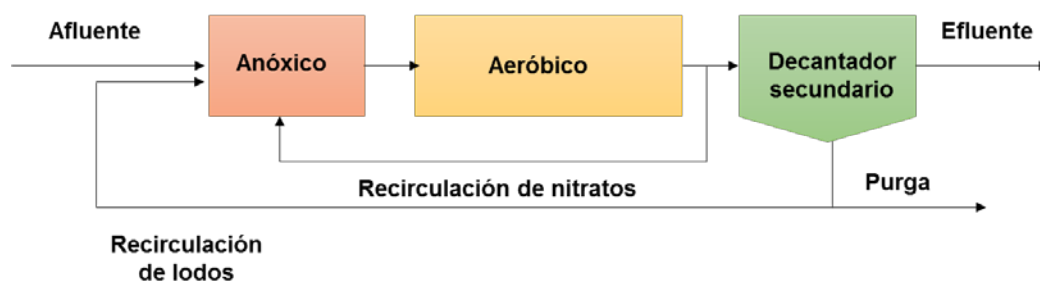 Afluente
Anóxico
Aeróbico
Decantador
secundario
Efluente
Recirculación de nitratos
Purga
Recirculación
de lodos